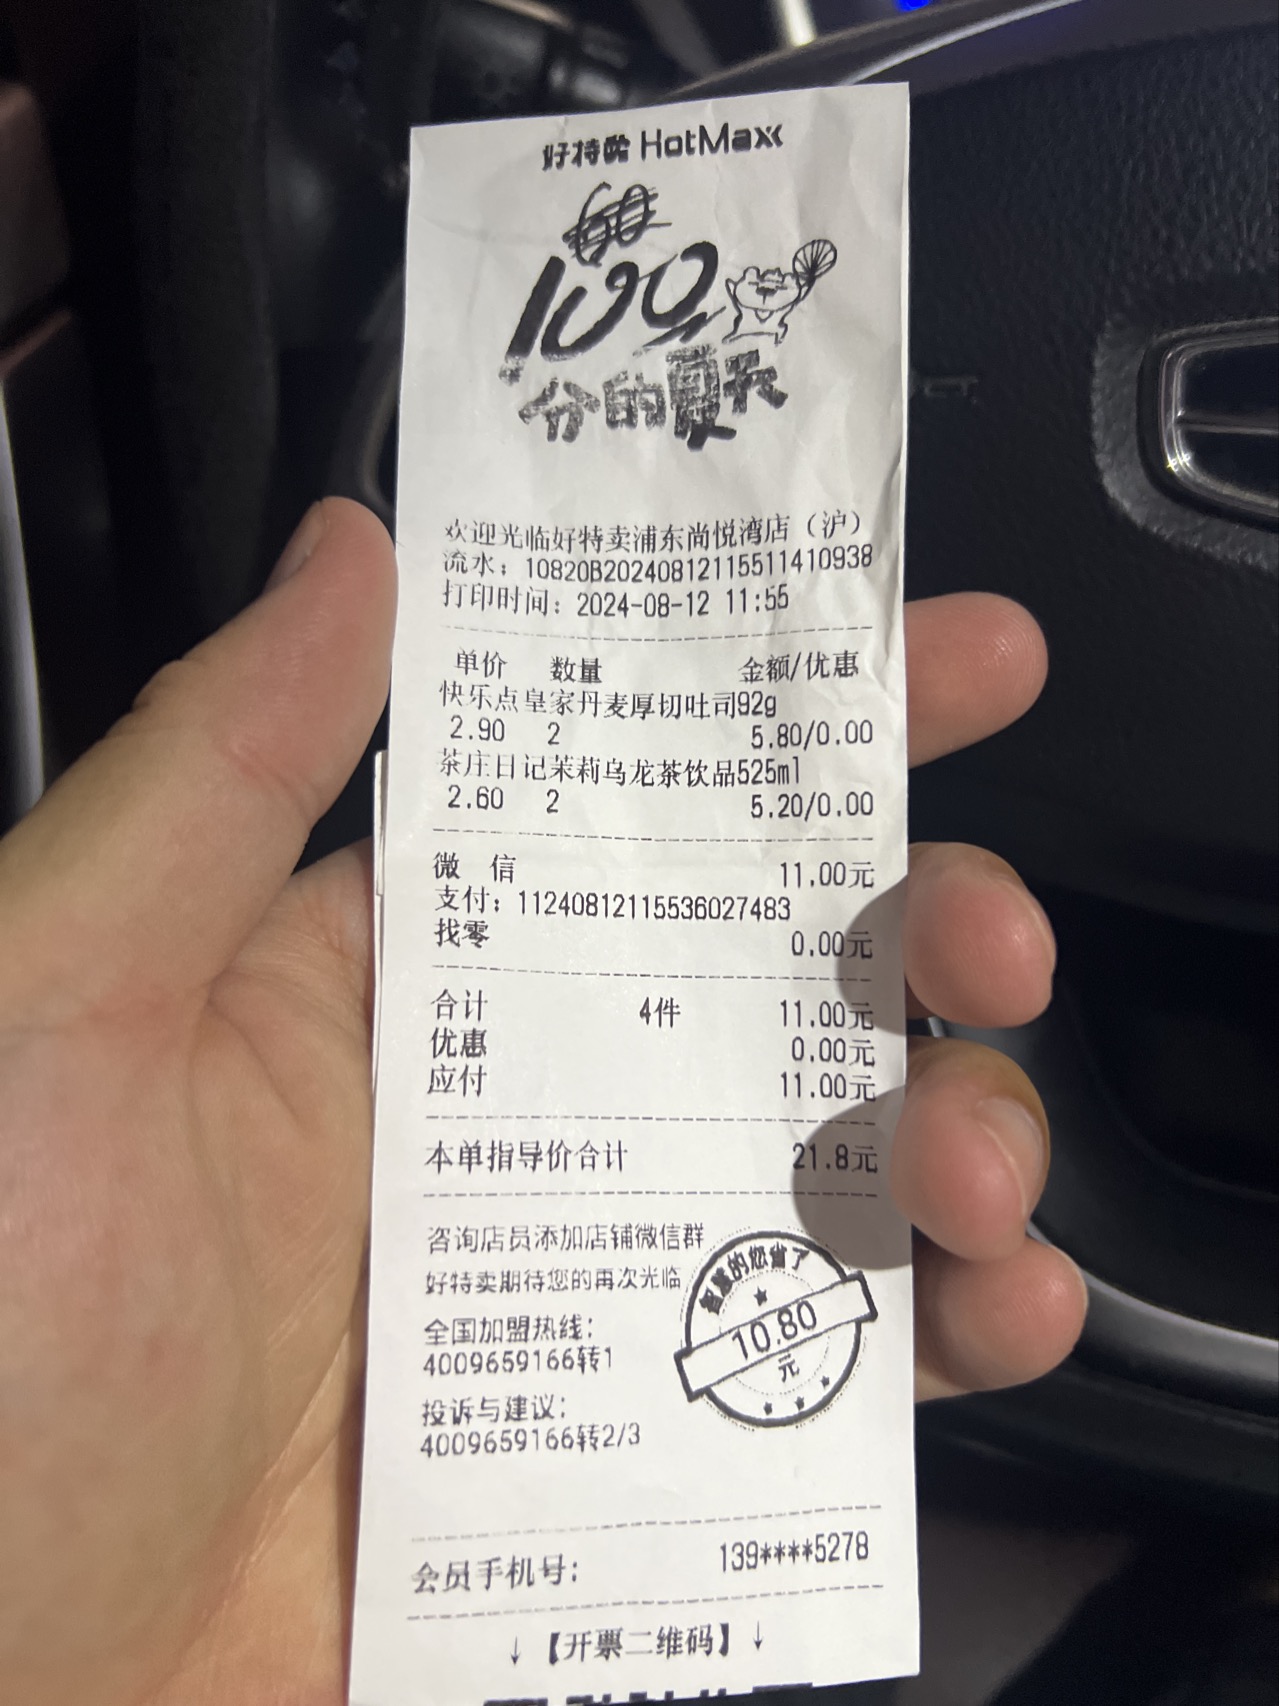 好特卖 HotMaxx
100
分的夏天
欢迎光临好特卖浦东尚悦湾店（沪）
流水：10820B20240812115511410938
打印时间：2024-08-12 11:55
单价 数量 金额/优惠
快乐点皇家丹麦厚切吐司92g
2.90 2 5.80/0.00
茶庄日记茉莉乌龙茶饮品525ml
2.60 2 5.20/0.00
微 信 11.00元
支付：11240812115536027483
找零 0.00元
合计 4件 11.00元
优惠 0.00元
应付 11.00元
本单指导价合计 21.8元
咨询店员添加店铺微信群
好特卖期待您的再次光临
智慧的您省了
10.80
元
全国加盟热线：
4009659166转1
投诉与建议：
4009659166转2/3
会员手机号： 139****5278
↓【开票二维码】↓